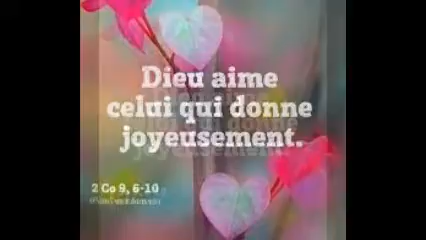 Dieu aime
celui qui donne
joyeusement.
2 Co 9, 6-10